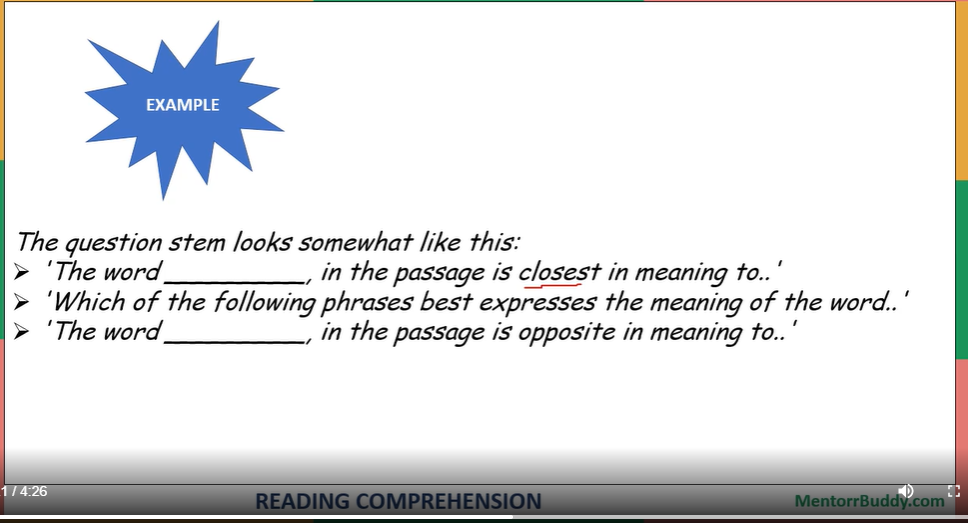 EXAMPLE
The question stem looks somewhat like this:
➤ 'The word __________, in the passage is closest in meaning to..'
➤ 'Which of the following phrases best expresses the meaning of the word..'
➤ 'The word __________, in the passage is opposite in meaning to..'
1 / 4:26
READING COMPREHENSION
MentorrBuddy.com